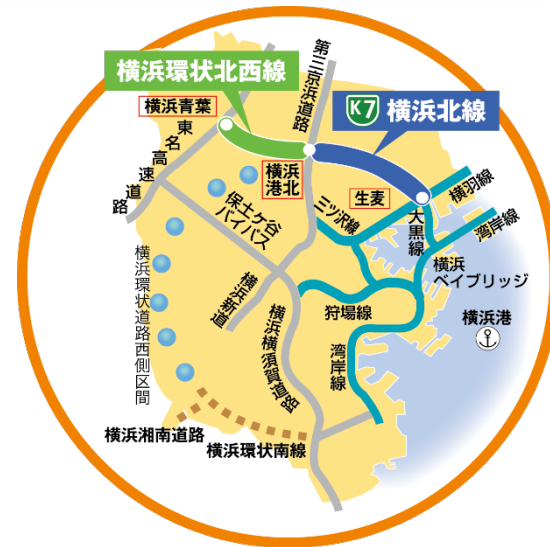 横浜環状北西線
第三京浜道路
K7 横浜北線
横浜青葉
東名高速道路
横浜
港北
生麦
横羽線
三ツ沢線
大黒線
湾岸線
保土ケ谷
バイパス
横浜
ベイブリッジ
横浜新道
狩場線
横浜港
横浜環状道路西側区間
横浜横須賀道路
湾岸線
横浜湘南道路
横浜環状南線